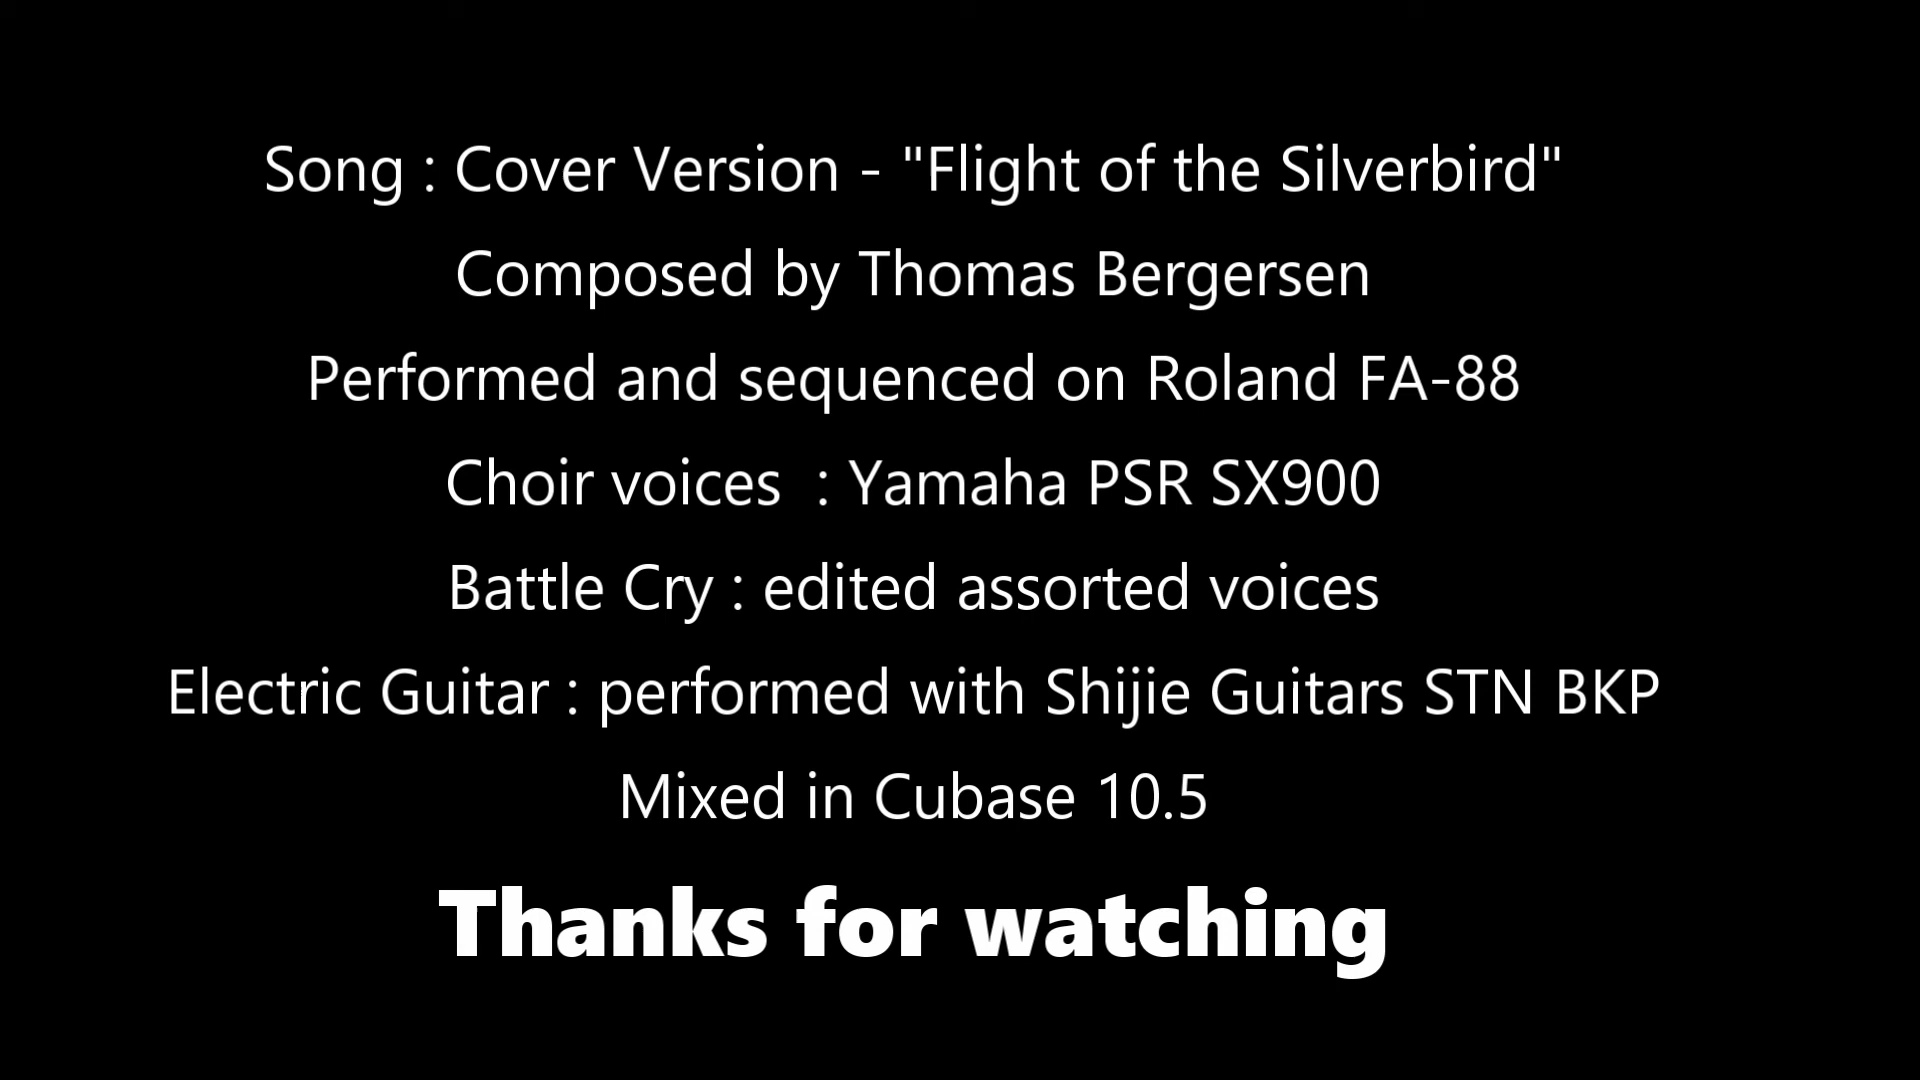 Song : Cover Version - "Flight of the Silverbird"
Composed by Thomas Bergersen
Performed and sequenced on Roland FA-88
Choir voices  : Yamaha PSR SX900
Battle Cry : edited assorted voices
Electric Guitar : performed with Shijie Guitars STN BKP
Mixed in Cubase 10.5
Thanks for watching